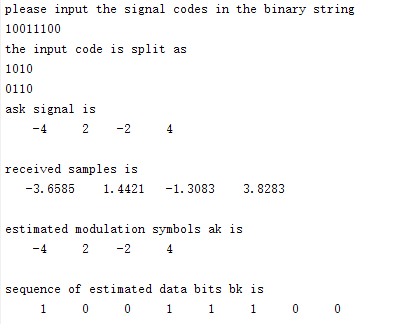 please input the signal codes in the binary string
10011100
the input code is split as
1010
0110
ask signal is
-4 2 -2 4
received samples is
-3.6585 1.4421 -1.3083 3.8283
estimated modulation symbols ak is
-4 2 -2 4
sequence of estimated data bits bk is
1 0 0 1 1 1 0 0